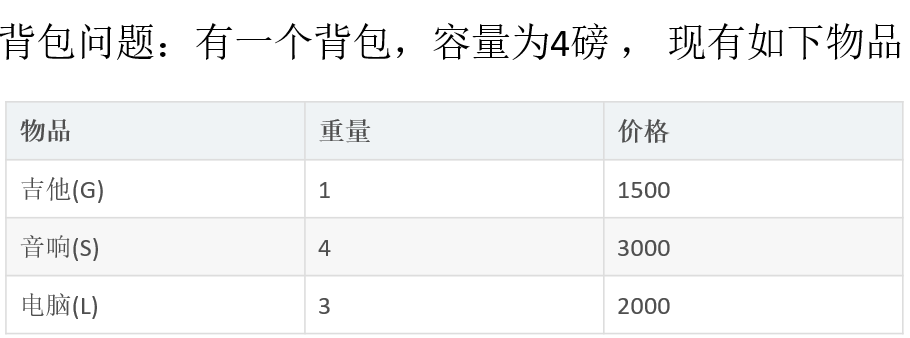 背包问题：有一个背包，容量为4磅 ， 现有如下物品
物品 重量 价格
吉他(G) 1 1500
音响(S) 4 3000
电脑(L) 3 2000